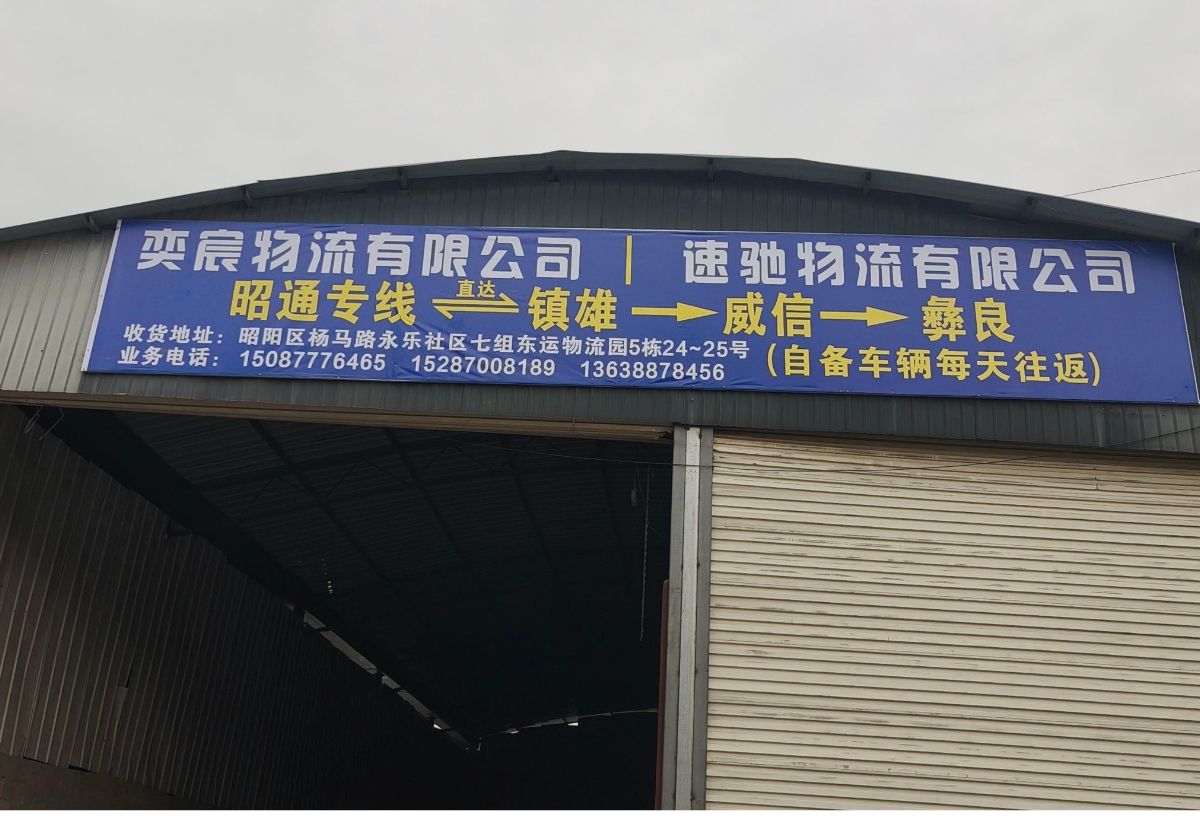 奕宸物流有限公司 | 速驰物流有限公司
昭通专线 直达 镇雄 → 威信 → 彝良
收货地址：昭阳区杨马路永乐社区七组东运物流园5栋24~25号
业务电话：15087776465 15287008189 13638878456
(自备车辆每天往返)